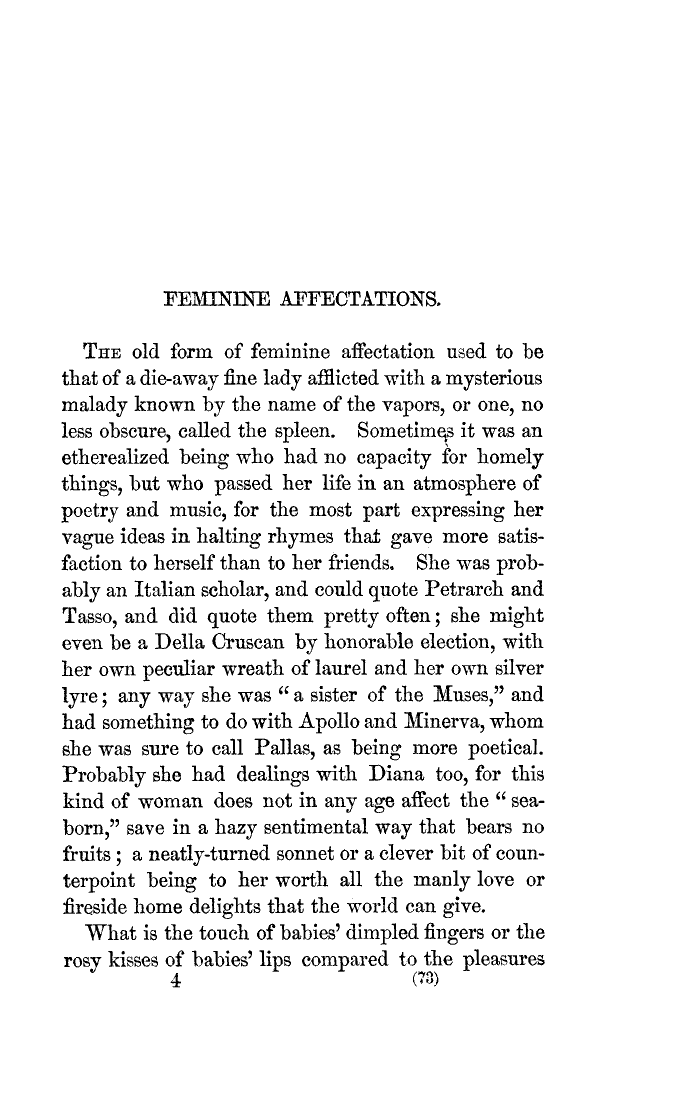 FEMININE AFFECTATIONS.
THE old form of feminine affectation used to be
that of a die-away fine lady afflicted with a mysterious
malady known by the name of the vapors, or one, no
less obscure, called the spleen. Sometimes it was an
etherealized being who had no capacity for homely
things, but who passed her life in an atmosphere of
poetry and music, for the most part expressing her
vague ideas in halting rhymes that gave more satis-
faction to herself than to her friends. She was prob-
ably an Italian scholar, and could quote Petrarch and
Tasso, and did quote them pretty often; she might
even be a Della Cruscan by honorable election, with
her own peculiar wreath of laurel and her own silver
lyre; any way she was "a sister of the Muses," and
had something to do with Apollo and Minerva, whom
she was sure to call Pallas, as being more poetical.
Probably she had dealings with Diana too, for this
kind of woman does not in any age affect the "sea-
born," save in a hazy sentimental way that bears no
fruits; a neatly-turned sonnet or a clever bit of coun-
terpoint being to her worth all the manly love or
fireside home delights that the world can give.
What is the touch of babies' dimpled fingers or the
rosy kisses of babies' lips compared to the pleasures
4 (73)